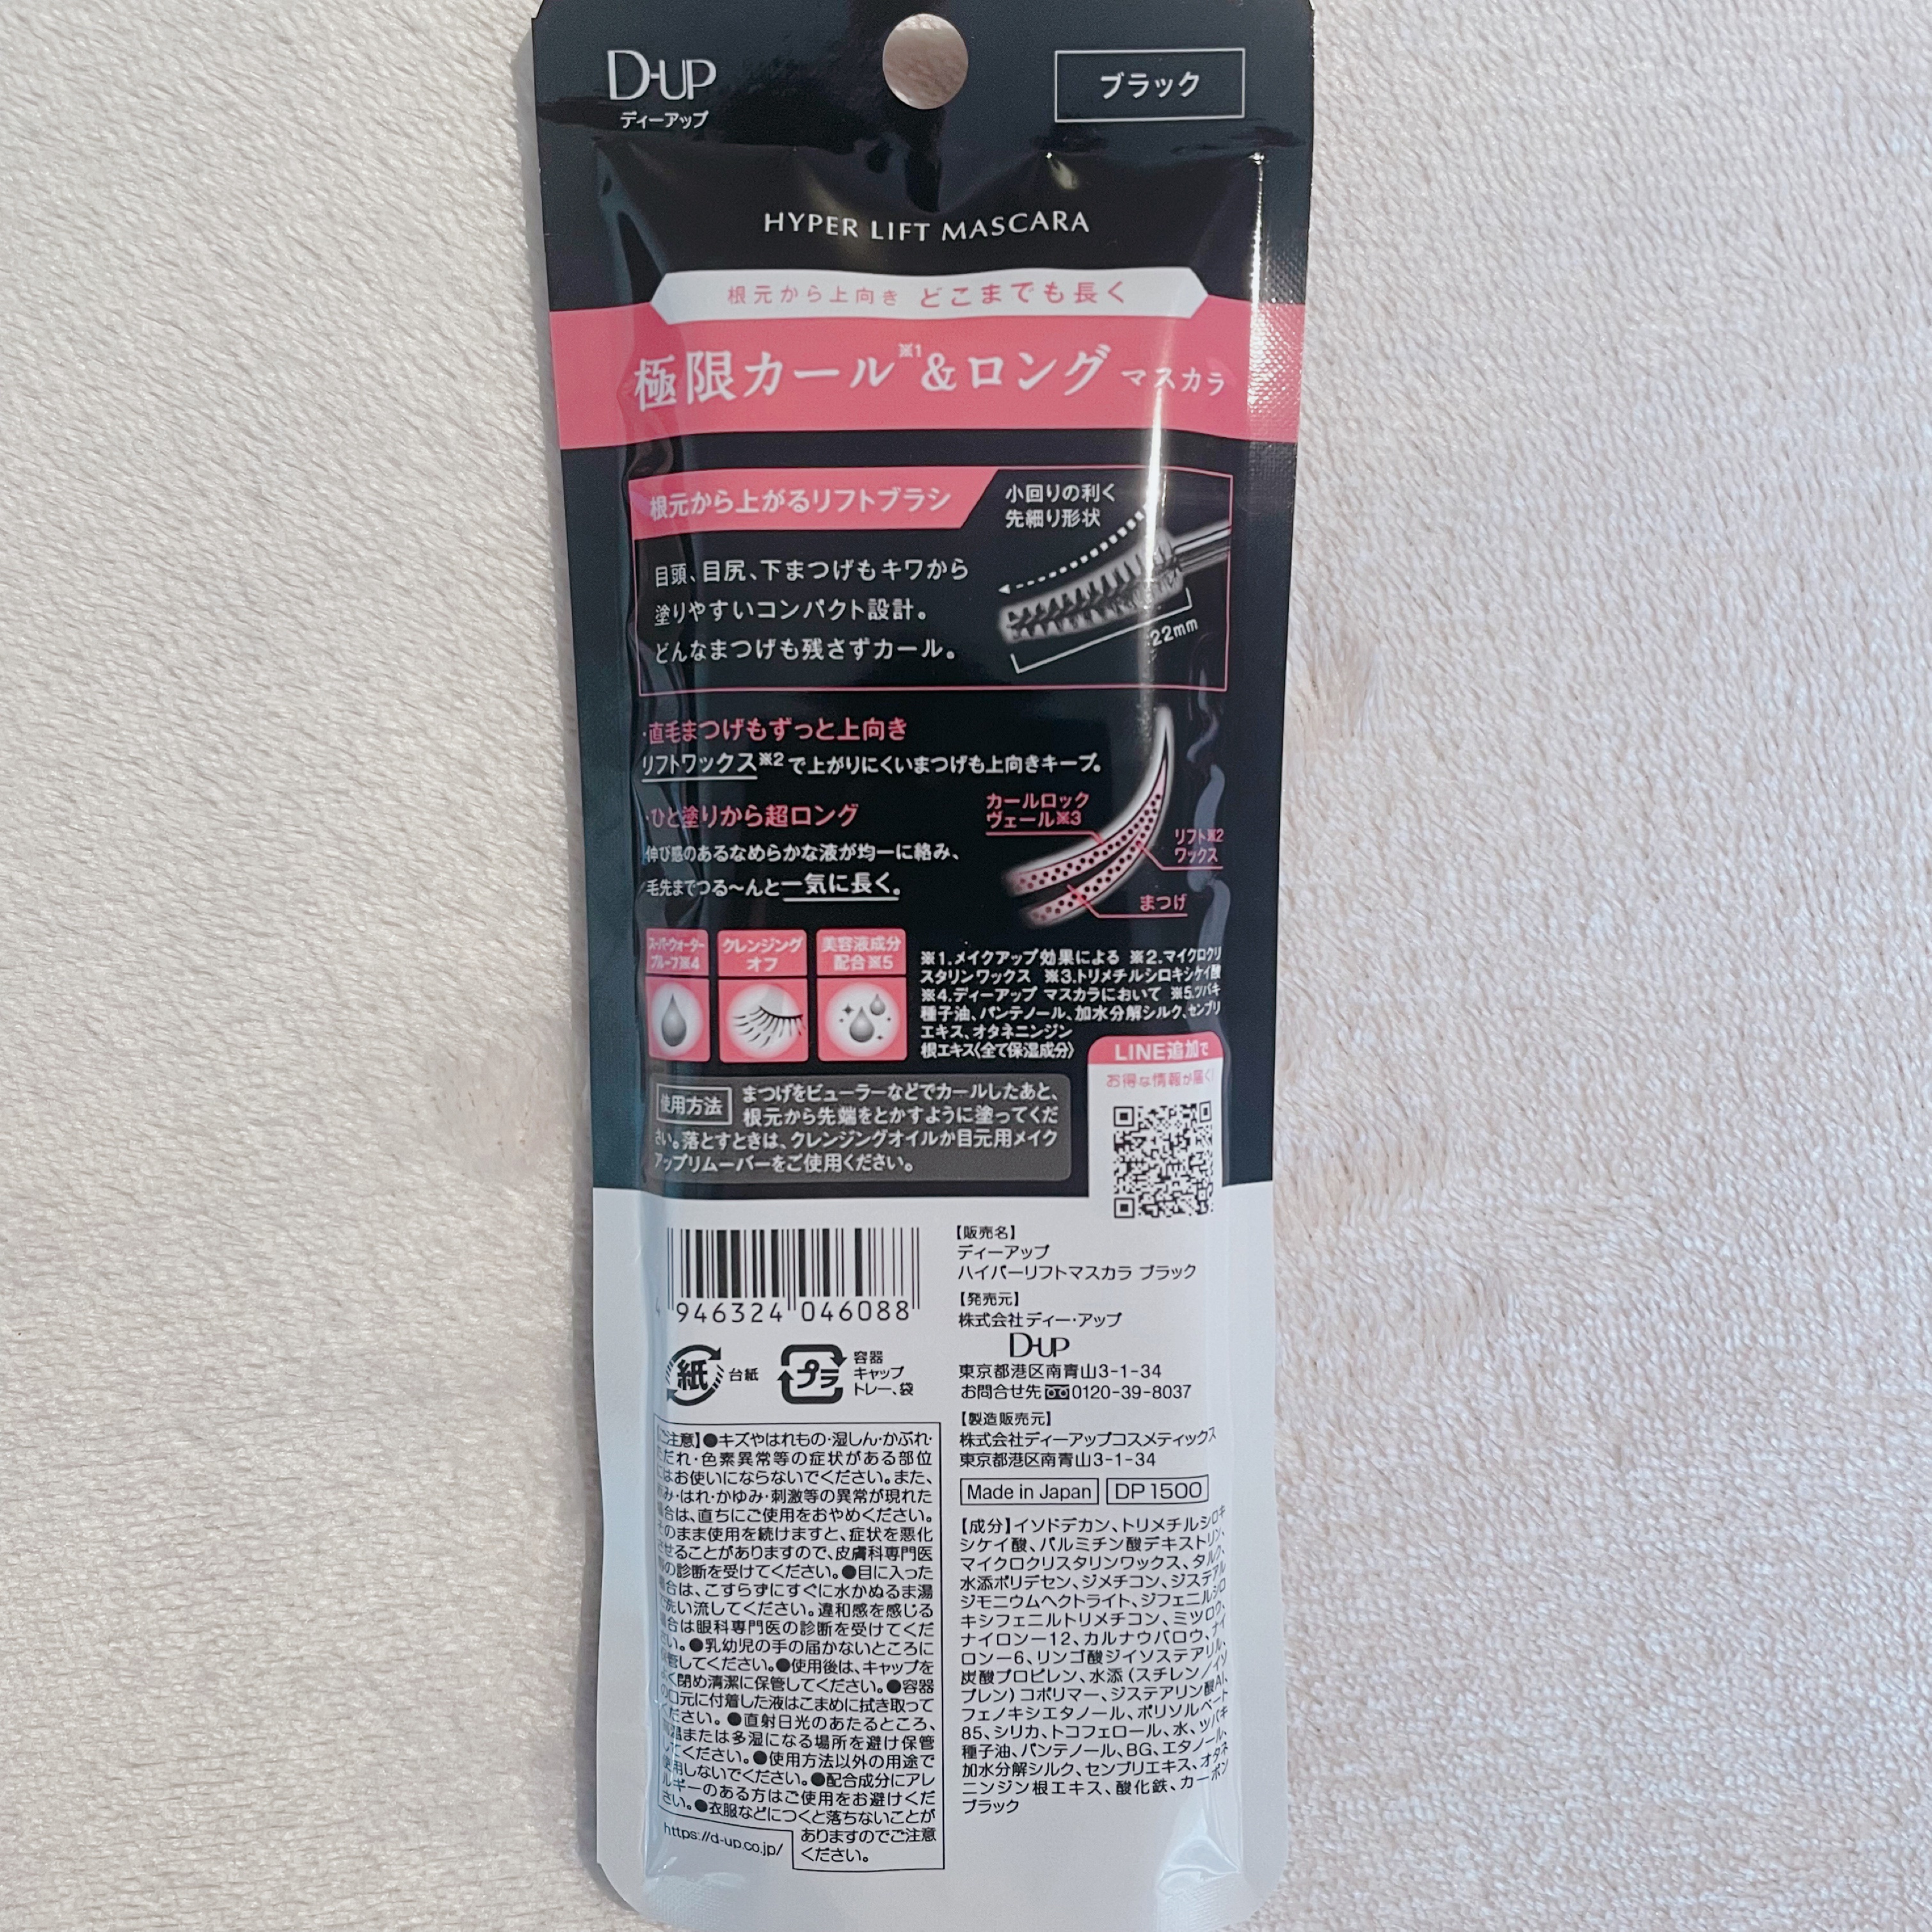 D-UP
ディーアップ
ブラック
HYPER LIFT MASCARA
根元から上向き どこまでも長く
極限カール※1&ロング マスカラ
根元から上がるリフトブラシ
小回りの利く
先細り形状
目頭、目尻、下まつげもキワから
塗りやすいコンパクト設計。
どんなまつげも残さずカール。
22mm
・直毛まつげもずっと上向き
リフトワックス※2で上がりにくいまつげも上向きキープ。
・ひと塗りから超ロング
伸び感のあるなめらかな液が均一に絡み、
毛先までつる〜んと一気に長く。
カールロック
ヴェール※3
リフト※2
ワックス
まつげ
スーパーウォーター
プルーフ※4
クレンジング
オフ
美容液成分
配合※5
※1.メイクアップ効果による ※2.マイクロクリ
スタリンワックス ※3.トリメチルシロキシケイ酸
※4.ディーアップ マスカラにおいて ※5.ツバキ
種子油、パンテノール、加水分解シルク、センブリ
エキス、オタネニンジン
根エキス〈全て保湿成分〉
LINE追加で
お得な情報が届く!
使用方法 まつげをビューラーなどでカールしたあと、
根元から先端をとかすように塗ってくだ
さい。落とすときは、クレンジングオイルか目元用メイク
アップリムーバーをご使用ください。
4 946324 046088
紙 台紙
プラ 容器
キャップ
トレー、袋
【販売名】
ディーアップ
ハイパーリフトマスカラ ブラック
【発売元】
株式会社ディー・アップ
D-UP
東京都港区南青山3-1-34
お問合せ先 0120-39-8037
【製造販売元】
株式会社ディーアップコスメティックス
東京都港区南青山3-1-34
Made in Japan DP 1500
【ご注意】●キズやはれもの・湿しん・かぶれ・
ただれ・色素異常等の症状がある部位
にはお使いにならないでください。また、
赤み・はれ・かゆみ・刺激等の異常が現れた
場合は、直ちにご使用をおやめください。
そのまま使用を続けますと、症状を悪化
させることがありますので、皮膚科専門医
等の診断を受けてください。●目に入った
場合は、こすらずにすぐに水かぬるま湯
で洗い流してください。違和感を感じる
場合は眼科専門医の診断を受けてくだ
さい。●乳幼児の手の届かないところに
保管してください。●使用後は、キャップを
よく閉め清潔に保管してください。●容器
の口元に付着した液はこまめに拭き取って
ください。●直射日光のあたるところ、
高温または多湿になる場所を避け保管
してください。●使用方法以外の用途で
使用しないでください。●配合成分にアレ
ルギーのある方はご使用をお避けくだ
さい。●衣服などにつくと落ちないことが
ありますのでご注意
ください。
https://d-up.co.jp/
【成分】イソドデカン、トリメチルシロキ
シケイ酸、パルミチン酸デキストリン、
マイクロクリスタリンワックス、タルク、
水添ポリデセン、ジメチコン、ジステアル
ジモニウムヘクトライト、ジフェニルシロ
キシフェニルトリメチコン、ミツロウ、
ナイロン-12、カルナウバロウ、ナイ
ロン-6、リンゴ酸ジイソステアリル、
炭酸プロピレン、水添(スチレン/イソ
プレン)コポリマー、ジステアリン酸Al、
フェノキシエタノール、ポリソルベート
85、シリカ、トコフェロール、水、ツバキ
種子油、パンテノール、BG、エタノール、
加水分解シルク、センブリエキス、オタネ
ニンジン根エキス、酸化鉄、カーボン
ブラック